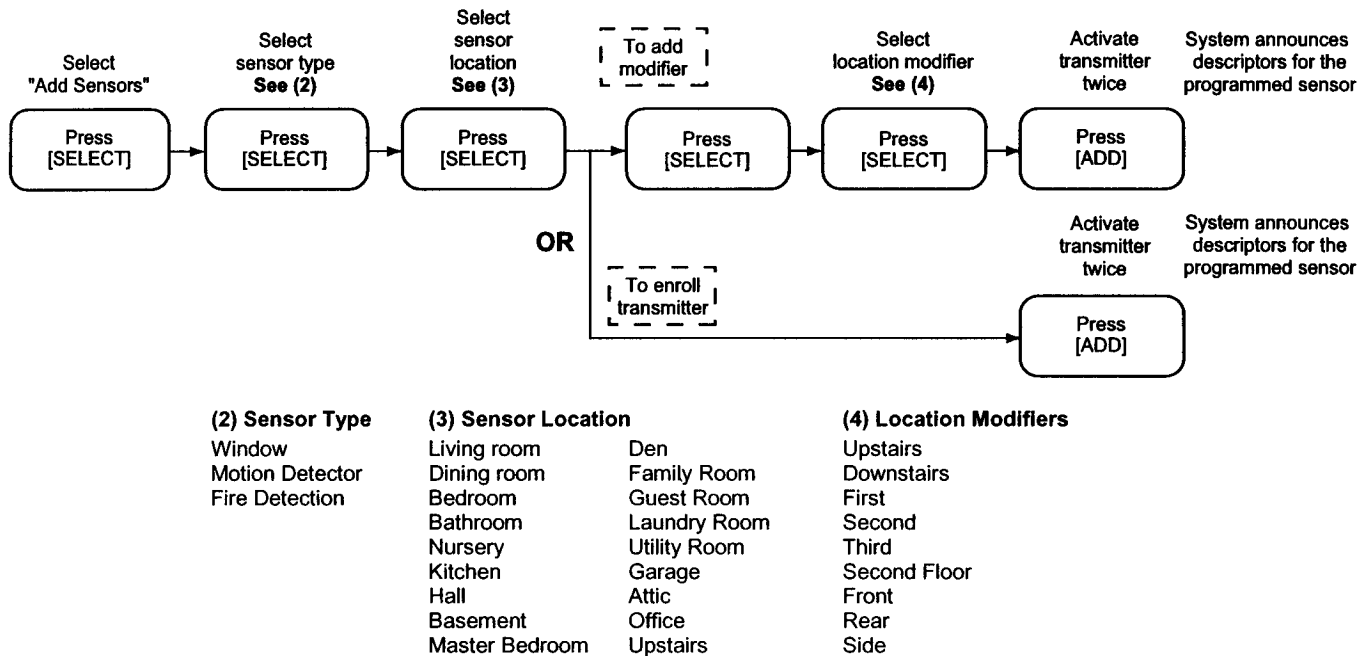 Select
"Add Sensors"
Press
[SELECT]
Select
sensor type
See (2)
Press
[SELECT]
Select
sensor
location
See (3)
Press
[SELECT]
To add
modifier
Press
[SELECT]
Select
location modifier
See (4)
Press
[SELECT]
Activate
transmitter
twice
Press
[ADD]
System announces
descriptors for the
programmed sensor
OR
To enroll
transmitter
Activate
transmitter
twice
Press
[ADD]
System announces
descriptors for the
programmed sensor
(2) Sensor Type
Window
Motion Detector
Fire Detection
(3) Sensor Location
Living room
Dining room
Bedroom
Bathroom
Nursery
Kitchen
Hall
Basement
Master Bedroom
Den
Family Room
Guest Room
Laundry Room
Utility Room
Garage
Attic
Office
Upstairs
(4) Location Modifiers
Upstairs
Downstairs
First
Second
Third
Second Floor
Front
Rear
Side